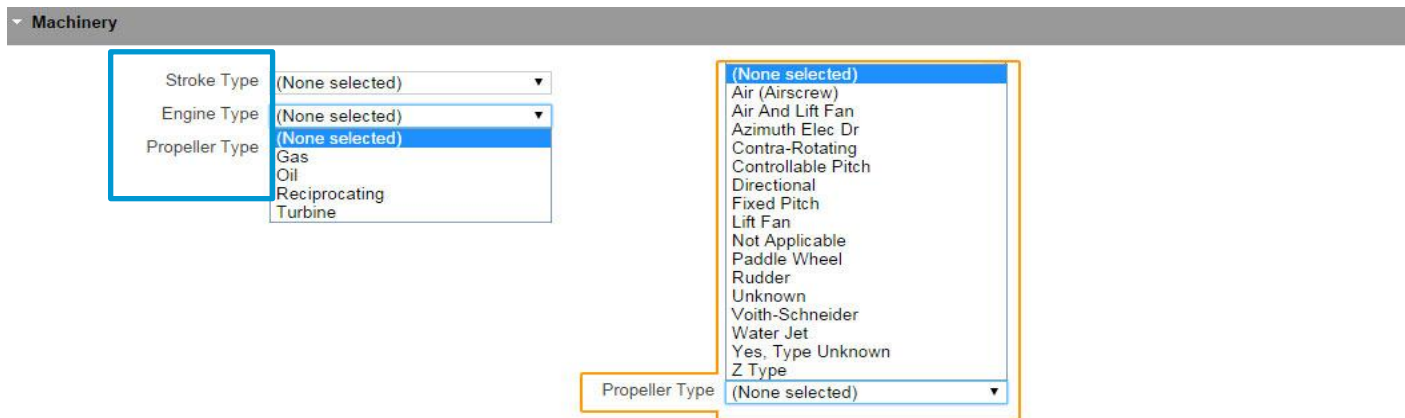 Machinery
Stroke Type (None selected)
Engine Type (None selected)
Propeller Type (None selected)
Gas
Oil
Reciprocating
Turbine
(None selected)
Air (Airscrew)
Air And Lift Fan
Azimuth Elec Dr
Contra-Rotating
Controllable Pitch
Directional
Fixed Pitch
Lift Fan
Not Applicable
Paddle Wheel
Rudder
Unknown
Voith-Schneider
Water Jet
Yes, Type Unknown
Z Type
Propeller Type (None selected)